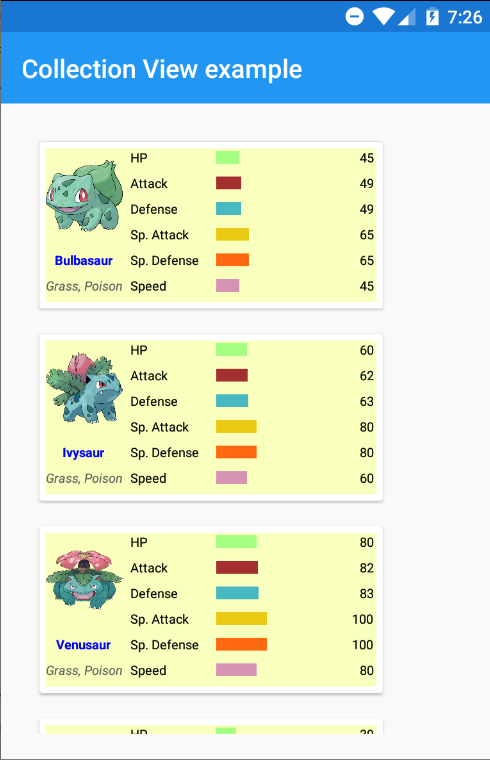 7:26
Collection View example
HP 45
Attack 49
Defense 49
Sp. Attack 65
Bulbasaur Sp. Defense 65
Grass, Poison Speed 45
HP 60
Attack 62
Defense 63
Sp. Attack 80
Ivysaur Sp. Defense 80
Grass, Poison Speed 60
HP 80
Attack 82
Defense 83
Sp. Attack 100
Venusaur Sp. Defense 100
Grass, Poison Speed 80
HP